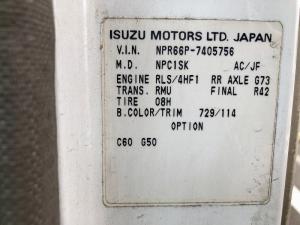 ISUZU MOTORS LTD. JAPAN
V.I.N. NPR66P-7405756
M.D. NPC1SK _ AC/JF
ENGINE RLS/4HF1 RR AXLE G73
TRANS. RMU FINAL R42
TIRE 08H
B.COLOR/TRIM 729/114
OPTION
C60 G50